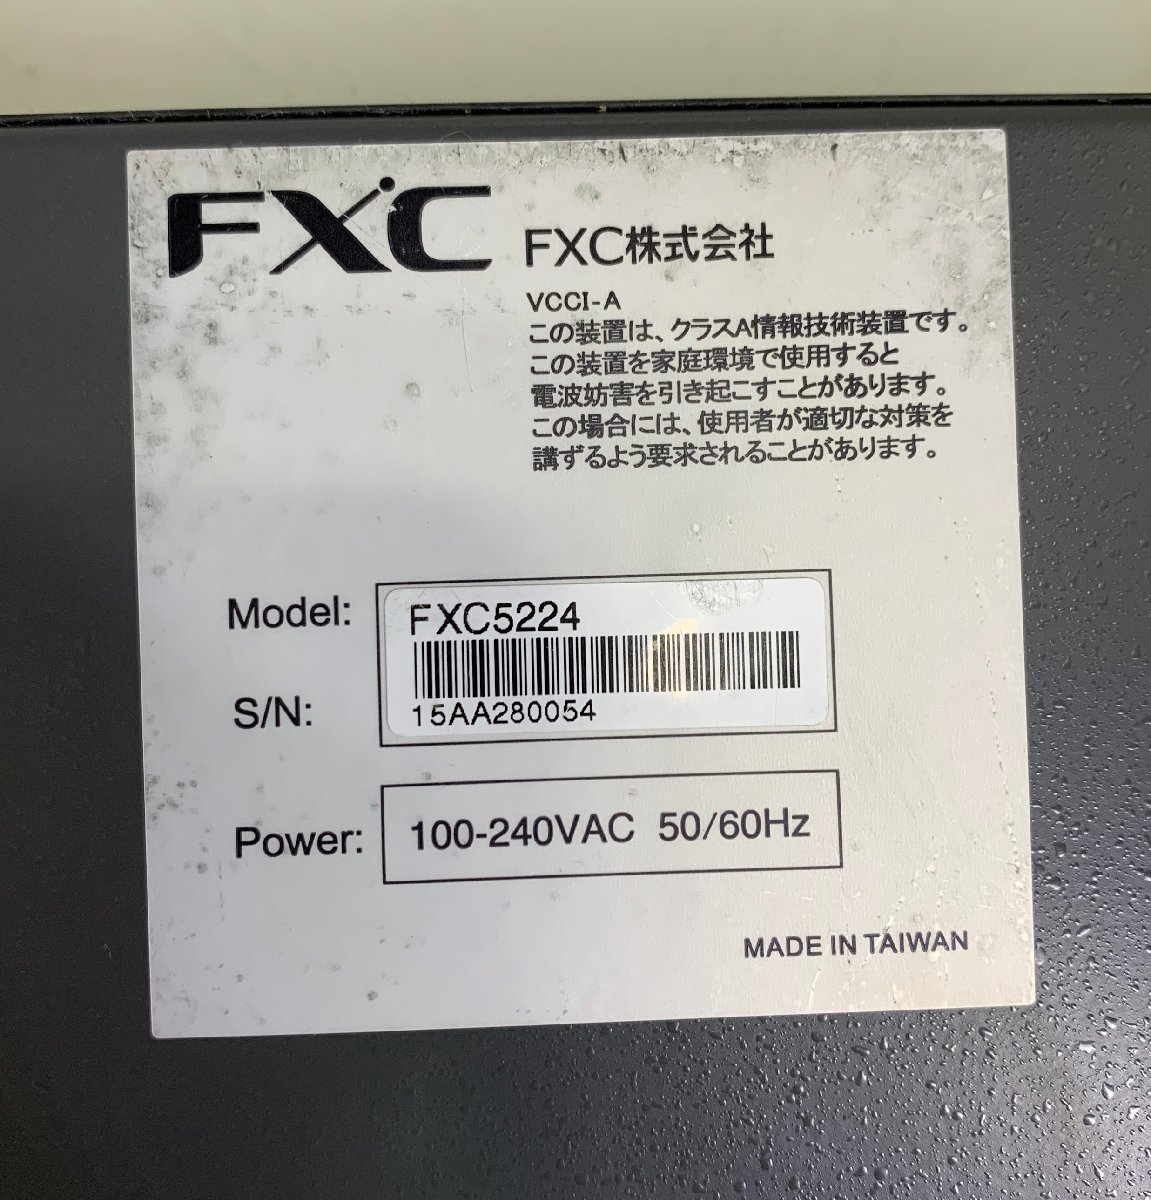 FXC
FXC株式会社
VCCI-A
この装置は、クラスA情報技術装置です。
この装置を家庭環境で使用すると
電波妨害を引き起こすことがあります。
この場合には、使用者が適切な対策を
講ずるよう要求されることがあります。
Model: FXC5224
S/N: 15AA280054
Power: 100-240VAC 50/60Hz
MADE IN TAIWAN